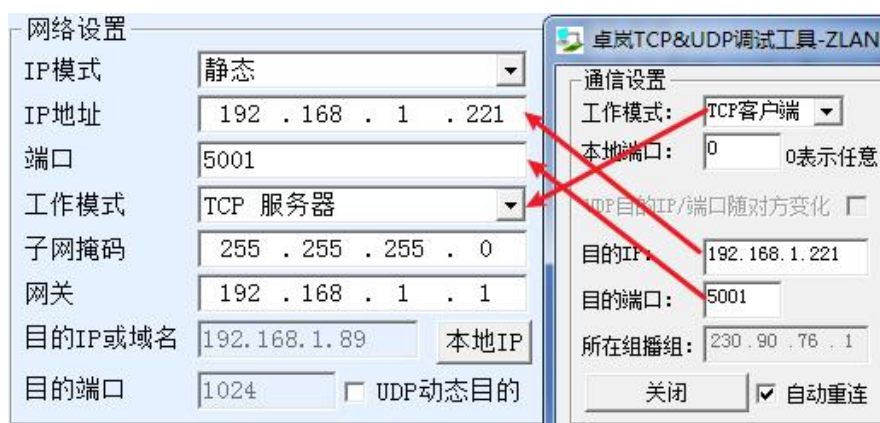 网络设置
IP模式 静态
IP地址 192 . 168 . 1 . 221
端口 5001
工作模式 TCP 服务器
子网掩码 255 . 255 . 255 . 0
网关 192 . 168 . 1 . 1
目的IP或域名 192.168.1.89 本地IP
目的端口 1024 UDP动态目的
卓岚TCP&UDP调试工具-ZLAN
通信设置
工作模式： TCP客户端
本地端口： 0 0表示任意
UDP目的IP/端口随对方变化
目的IP： 192.168.1.221
目的端口： 5001
所在组播组： 230 . 90 . 76 . 1
关闭 自动重连